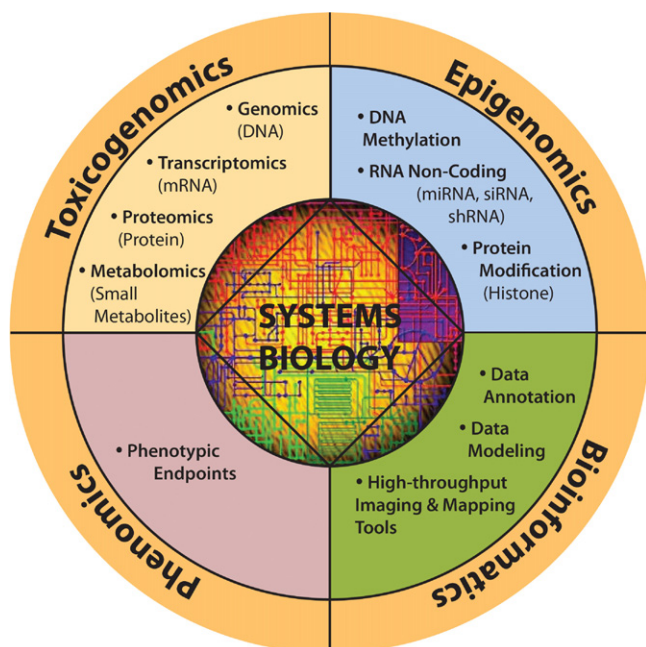 Toxicogenomics
• Genomics
(DNA)
• Transcriptomics
(mRNA)
• Proteomics
(Protein)
• Metabolomics
(Small
Metabolites)
Epigenomics
• DNA
Methylation
• RNA Non-Coding
(miRNA, siRNA,
shRNA)
• Protein
Modification
(Histone)
SYSTEMS
BIOLOGY
Phenomics
• Phenotypic
Endpoints
Bioinformatics
• Data
Annotation
• Data
Modeling
• High-throughput
Imaging & Mapping
Tools